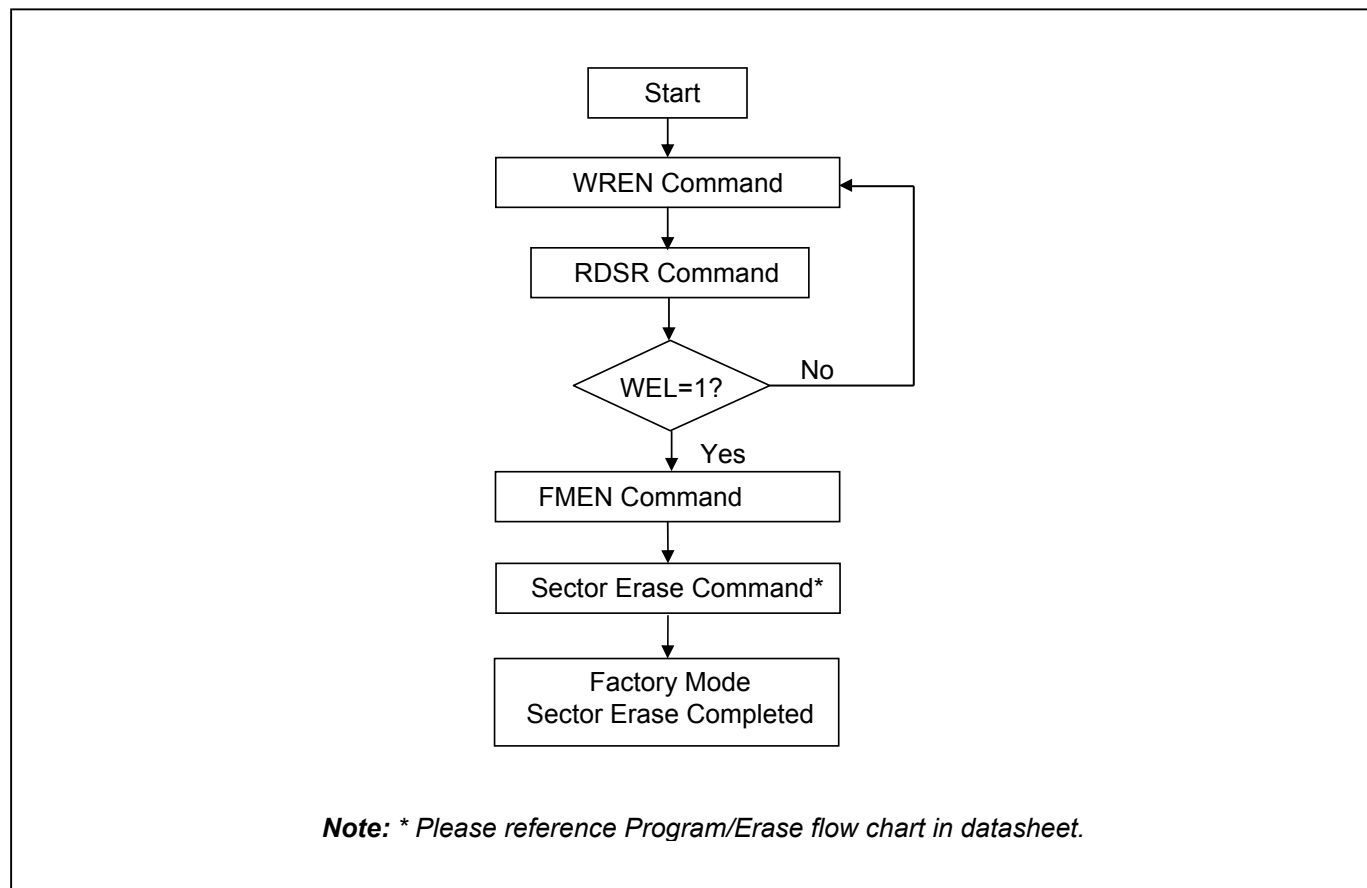 Start
WREN Command
RDSR Command
WEL=1?
No
Yes
FMEN Command
Sector Erase Command*
Factory Mode
Sector Erase Completed
Note: * Please reference Program/Erase flow chart in datasheet.